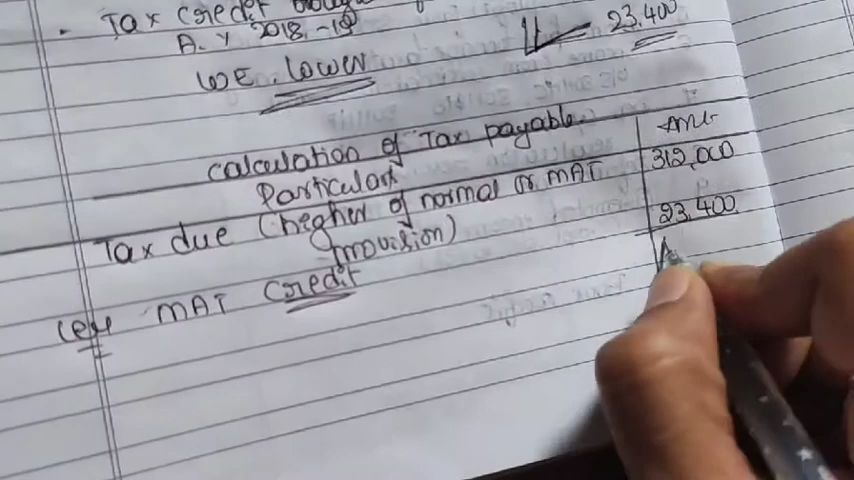 • Tax credit brought
A. Y 2018-19
23,400
WE lower
Calculation of Tax payable
Particulars
Amt
Tax due (higher of normal or MAT
provision)
312,000
Less MAT Credit
23,400